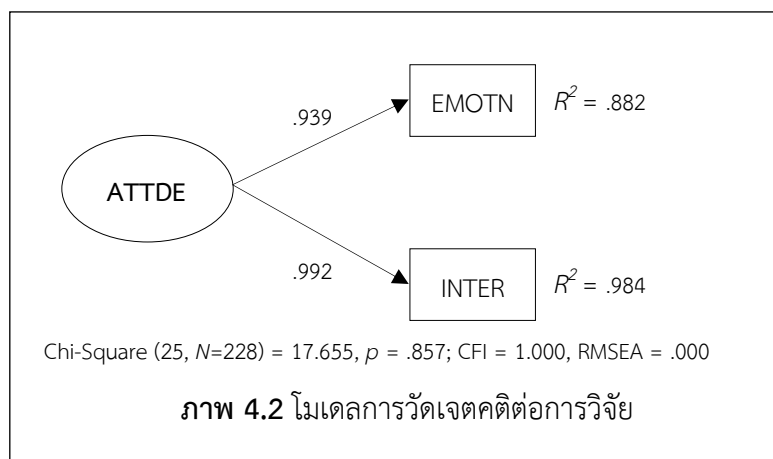 EMOTN R² = .882
.939
ATTDE
.992
INTER R² = .984
Chi-Square (25, N=228) = 17.655, p = .857; CFI = 1.000, RMSEA = .000
ภาพ 4.2 โมเดลการวัดเจตคติต่อการวิจัย